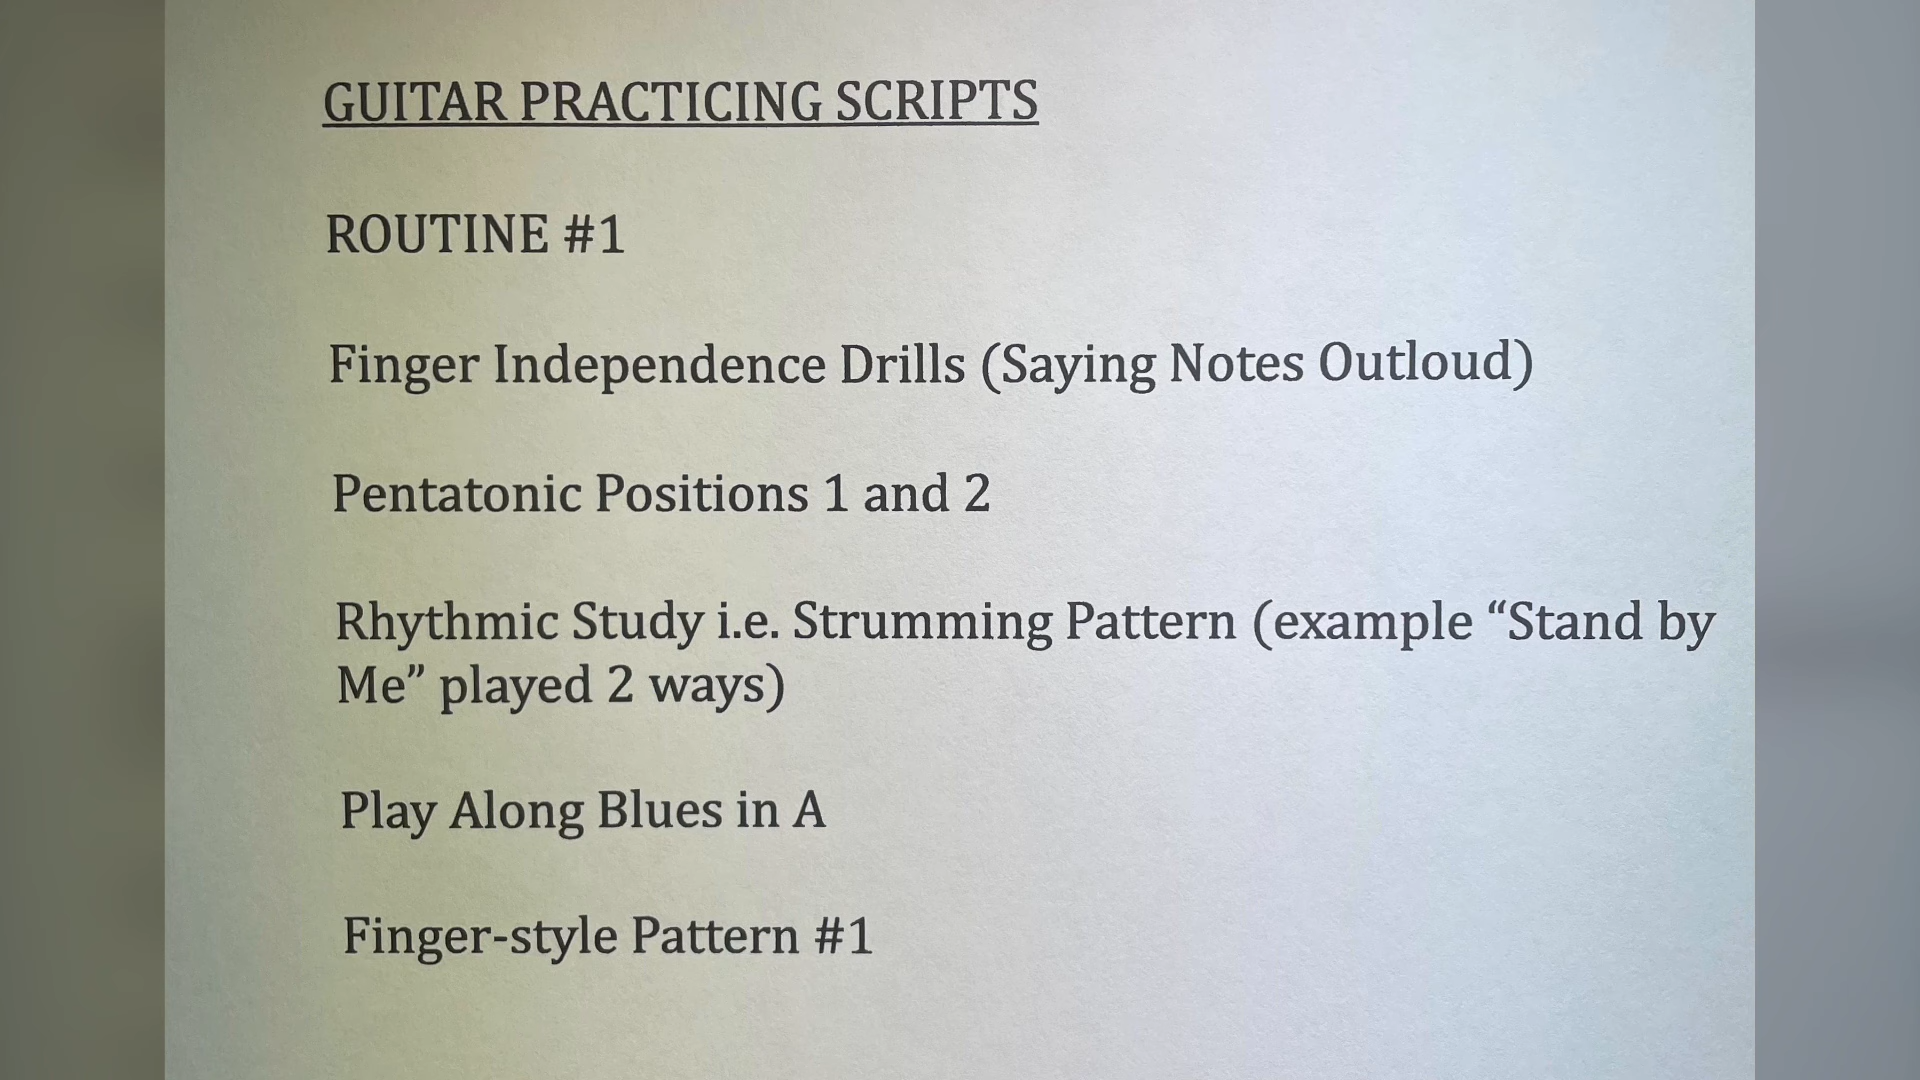 GUITAR PRACTICING SCRIPTS
ROUTINE #1
Finger Independence Drills (Saying Notes Outloud)
Pentatonic Positions 1 and 2
Rhythmic Study i.e. Strumming Pattern (example “Stand by
Me” played 2 ways)
Play Along Blues in A
Finger-style Pattern #1